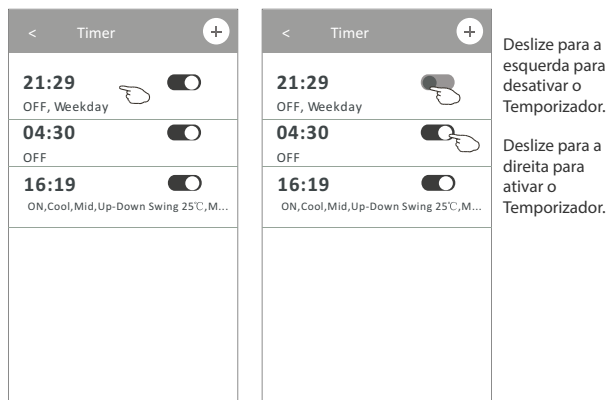 < Timer +
21:29
OFF, Weekday
04:30
OFF
16:19
ON,Cool,Mid,Up-Down Swing 25℃,M...
< Timer +
21:29
OFF, Weekday
04:30
OFF
16:19
ON,Cool,Mid,Up-Down Swing 25℃,M...
Deslize para a
esquerda para
desativar o
Temporizador.
Deslize para a
direita para
ativar o
Temporizador.